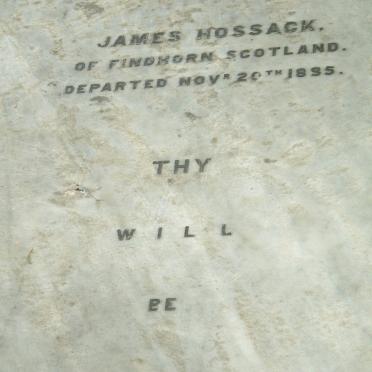 JAMES HOSSACK.
OF FINDHORN SCOTLAND.
DEPARTED NOVR 20TH 1895.
THY
WILL
BE